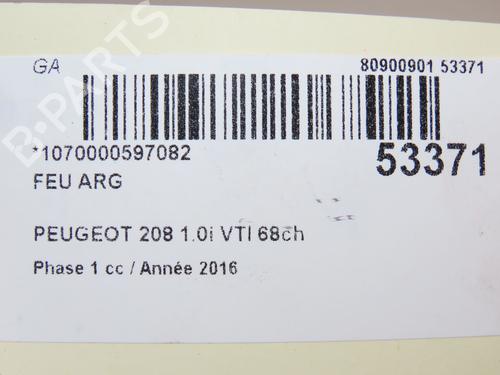 GA 80900901 53371
*1070000597082 53371
FEU ARG
PEUGEOT 208 1.0i VTI 68ch
Phase 1 cc / Année 2016
B-PARTS